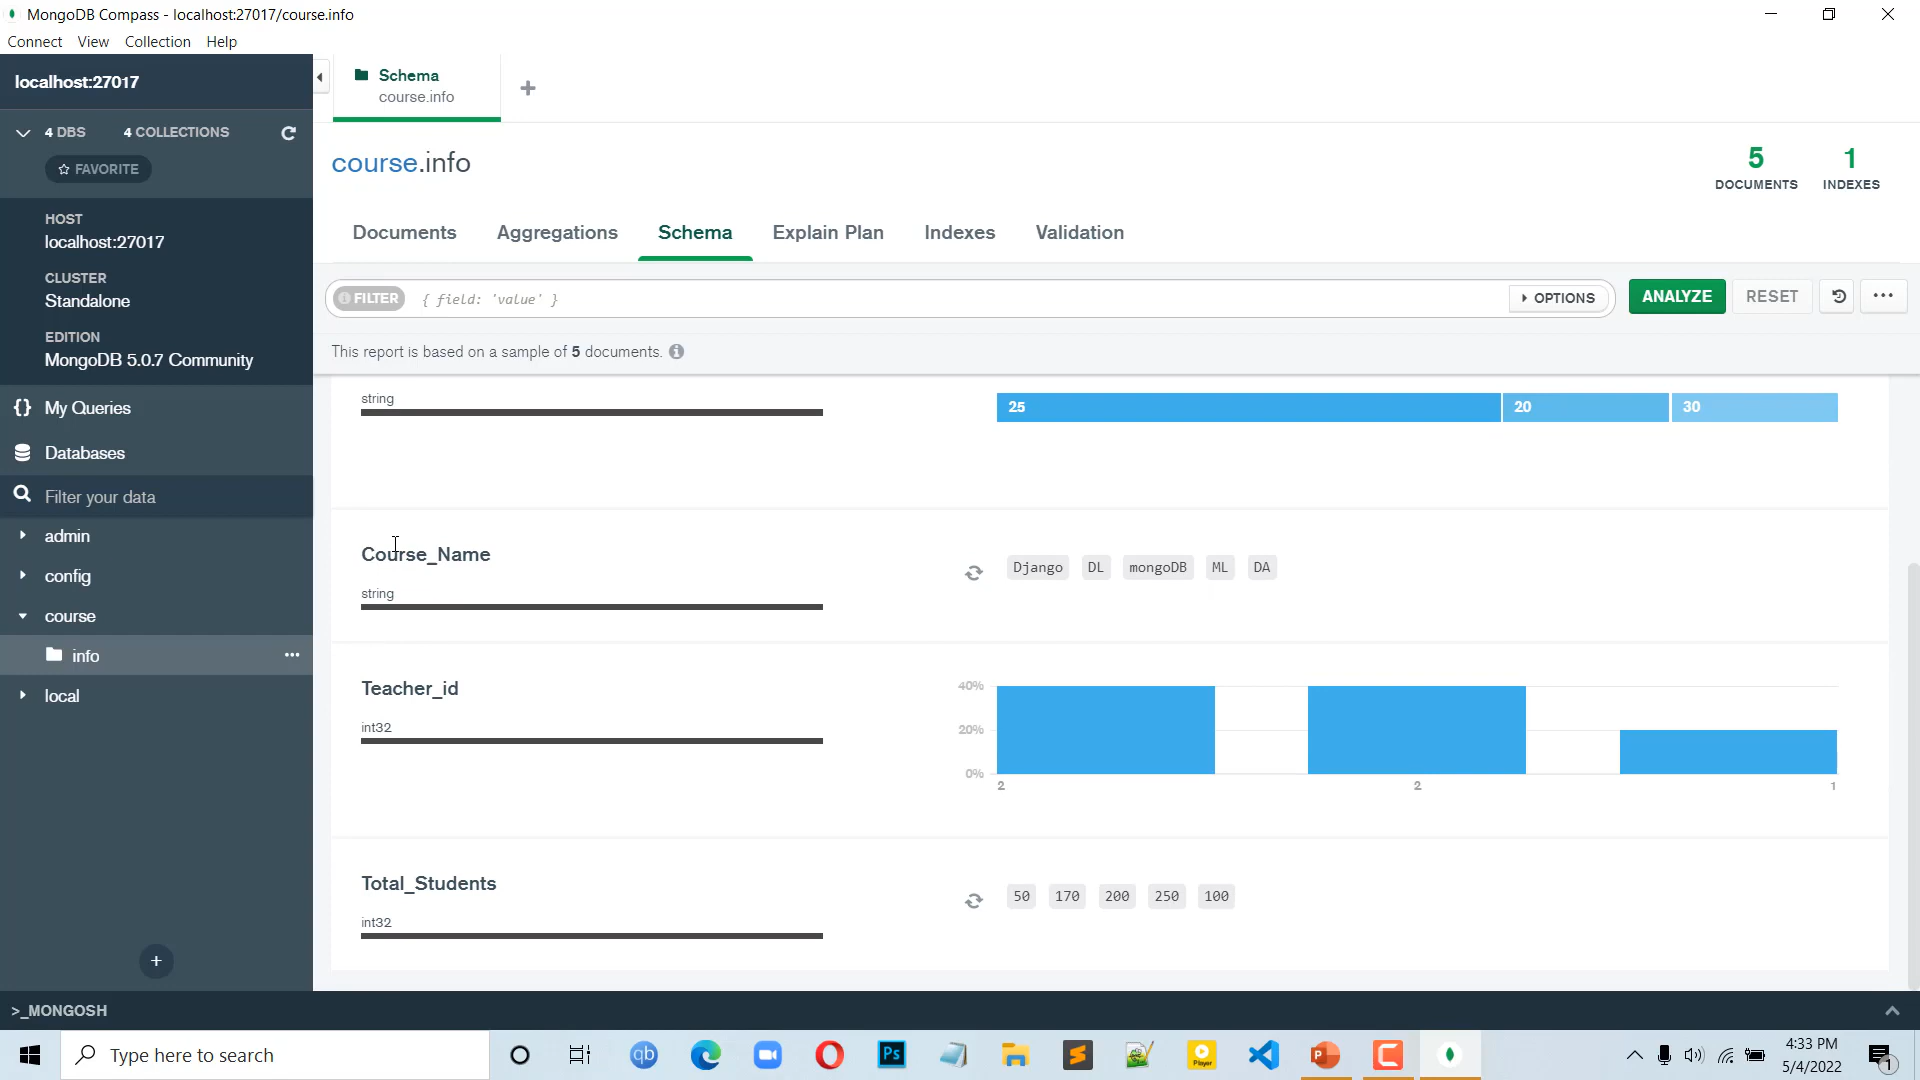 MongoDB Compass - localhost:27017/course.info
Connect View Collection Help
localhost:27017
4 DBS 4 COLLECTIONS
FAVORITE
HOST
localhost:27017
CLUSTER
Standalone
EDITION
MongoDB 5.0.7 Community
{} My Queries
Databases
Filter your data
admin
config
course
info
local
+
Schema
course.info
+
course.info
5
DOCUMENTS
1
INDEXES
Documents Aggregations Schema Explain Plan Indexes Validation
FILTER { field: 'value' } OPTIONS ANALYZE RESET
This report is based on a sample of 5 documents.
string
25 20 30
Course_Name
string
Django DL mongoDB ML DA
Teacher_id
int32
40%
20%
0%
2 2 1
Total_Students
int32
50 170 200 250 100
>_MONGOSH
Type here to search
qb
Ps
Player
4:33 PM
5/4/2022
1